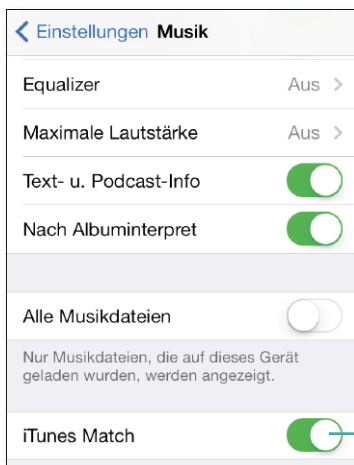 Einstellungen Musik
Equalizer Aus
Maximale Lautstärke Aus
Text- u. Podcast-Info
Nach Albuminterpret
Alle Musikdateien
Nur Musikdateien, die auf dieses Gerät
geladen wurden, werden angezeigt.
iTunes Match